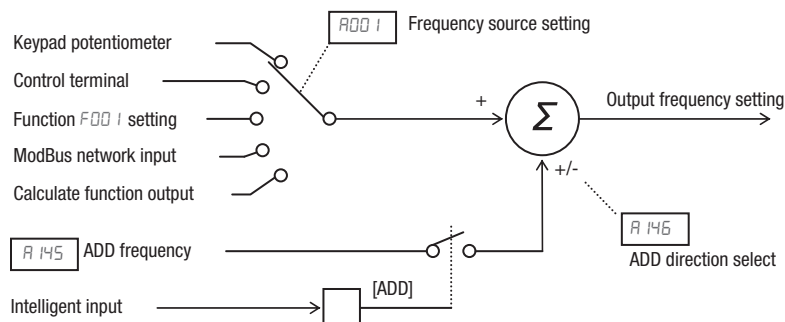 A001 Frequency source setting
Keypad potentiometer
Control terminal
Function F001 setting
ModBus network input
Calculate function output
+
Σ
Output frequency setting
+/-
A145 ADD frequency
A146
ADD direction select
[ADD]
Intelligent input